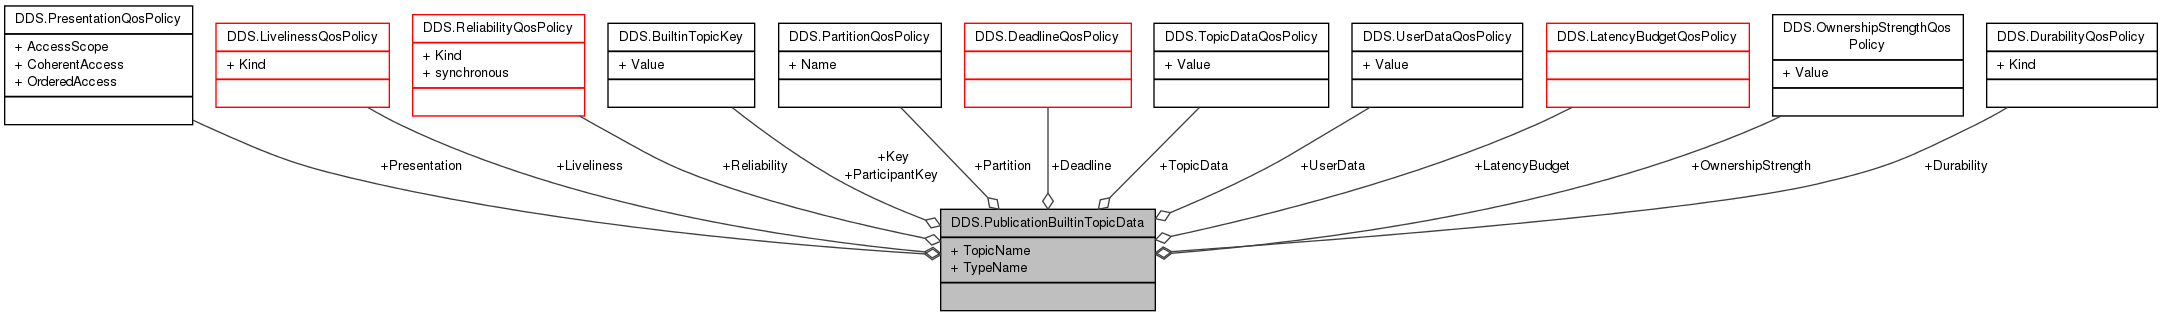 DDS.PresentationQosPolicy
+ AccessScope
+ CoherentAccess
+ OrderedAccess
DDS.LivelinessQosPolicy
+ Kind
DDS.ReliabilityQosPolicy
+ Kind
+ synchronous
DDS.BuiltinTopicKey
+ Value
DDS.PartitionQosPolicy
+ Name
DDS.DeadlineQosPolicy
DDS.TopicDataQosPolicy
+ Value
DDS.UserDataQosPolicy
+ Value
DDS.LatencyBudgetQosPolicy
DDS.OwnershipStrengthQos
Policy
+ Value
DDS.DurabilityQosPolicy
+ Kind
+Presentation
+Liveliness
+Reliability
+Key
+ParticipantKey
+Partition
+Deadline
+TopicData
+UserData
+LatencyBudget
+OwnershipStrength
+Durability
DDS.PublicationBuiltinTopicData
+ TopicName
+ TypeName